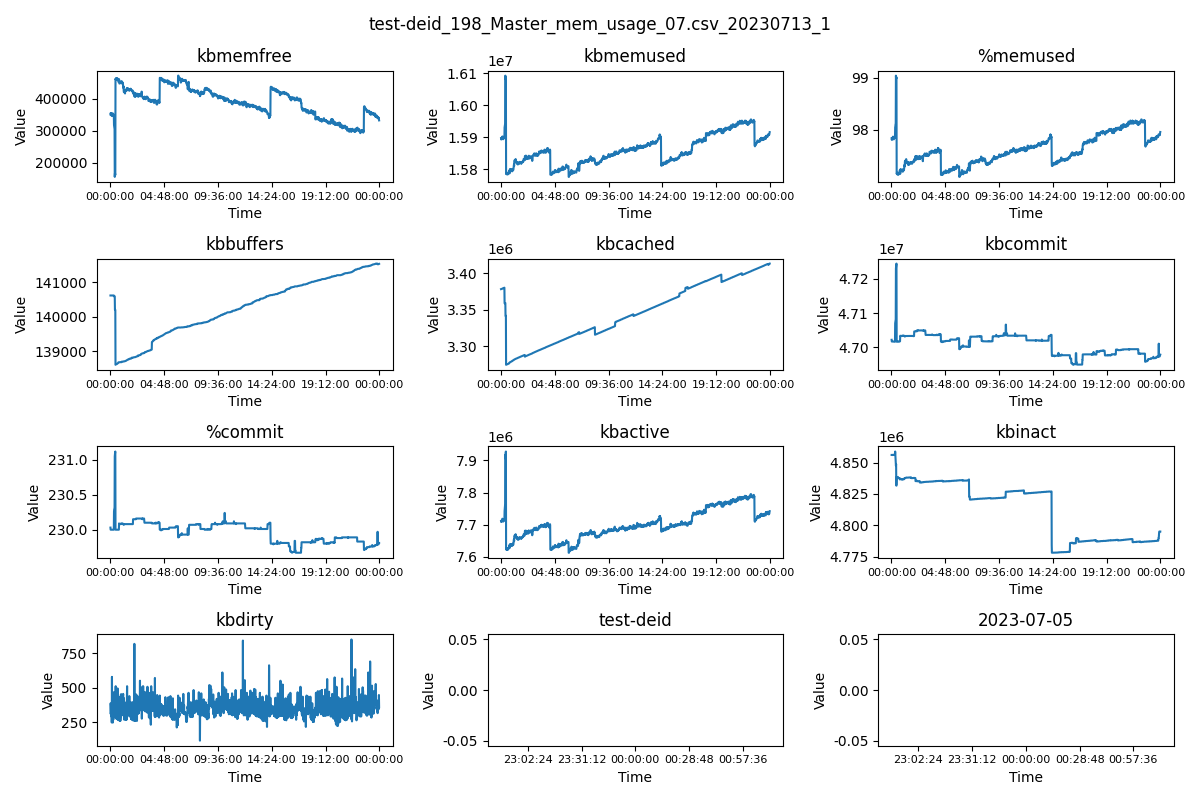 test-deid_198_Master_mem_usage_07.csv_20230713_1
kbmemfree
Value
400000
300000
200000
00:00:00 04:48:00 09:36:00 14:24:00 19:12:00 00:00:00
Time
kbmemused
1e7
Value
1.61
1.60
1.59
1.58
00:00:00 04:48:00 09:36:00 14:24:00 19:12:00 00:00:00
Time
%memused
Value
99
98
00:00:00 04:48:00 09:36:00 14:24:00 19:12:00 00:00:00
Time
kbbuffers
Value
141000
140000
139000
00:00:00 04:48:00 09:36:00 14:24:00 19:12:00 00:00:00
Time
kbcached
1e6
Value
3.40
3.35
3.30
00:00:00 04:48:00 09:36:00 14:24:00 19:12:00 00:00:00
Time
kbcommit
1e7
Value
4.72
4.71
4.70
00:00:00 04:48:00 09:36:00 14:24:00 19:12:00 00:00:00
Time
%commit
Value
231.0
230.5
230.0
00:00:00 04:48:00 09:36:00 14:24:00 19:12:00 00:00:00
Time
kbactive
1e6
Value
7.9
7.8
7.7
7.6
00:00:00 04:48:00 09:36:00 14:24:00 19:12:00 00:00:00
Time
kbinact
1e6
Value
4.850
4.825
4.800
4.775
00:00:00 04:48:00 09:36:00 14:24:00 19:12:00 00:00:00
Time
kbdirty
Value
750
500
250
00:00:00 04:48:00 09:36:00 14:24:00 19:12:00 00:00:00
Time
test-deid
Value
0.05
0.00
-0.05
23:02:24 23:31:12 00:00:00 00:28:48 00:57:36
Time
2023-07-05
Value
0.05
0.00
-0.05
23:02:24 23:31:12 00:00:00 00:28:48 00:57:36
Time